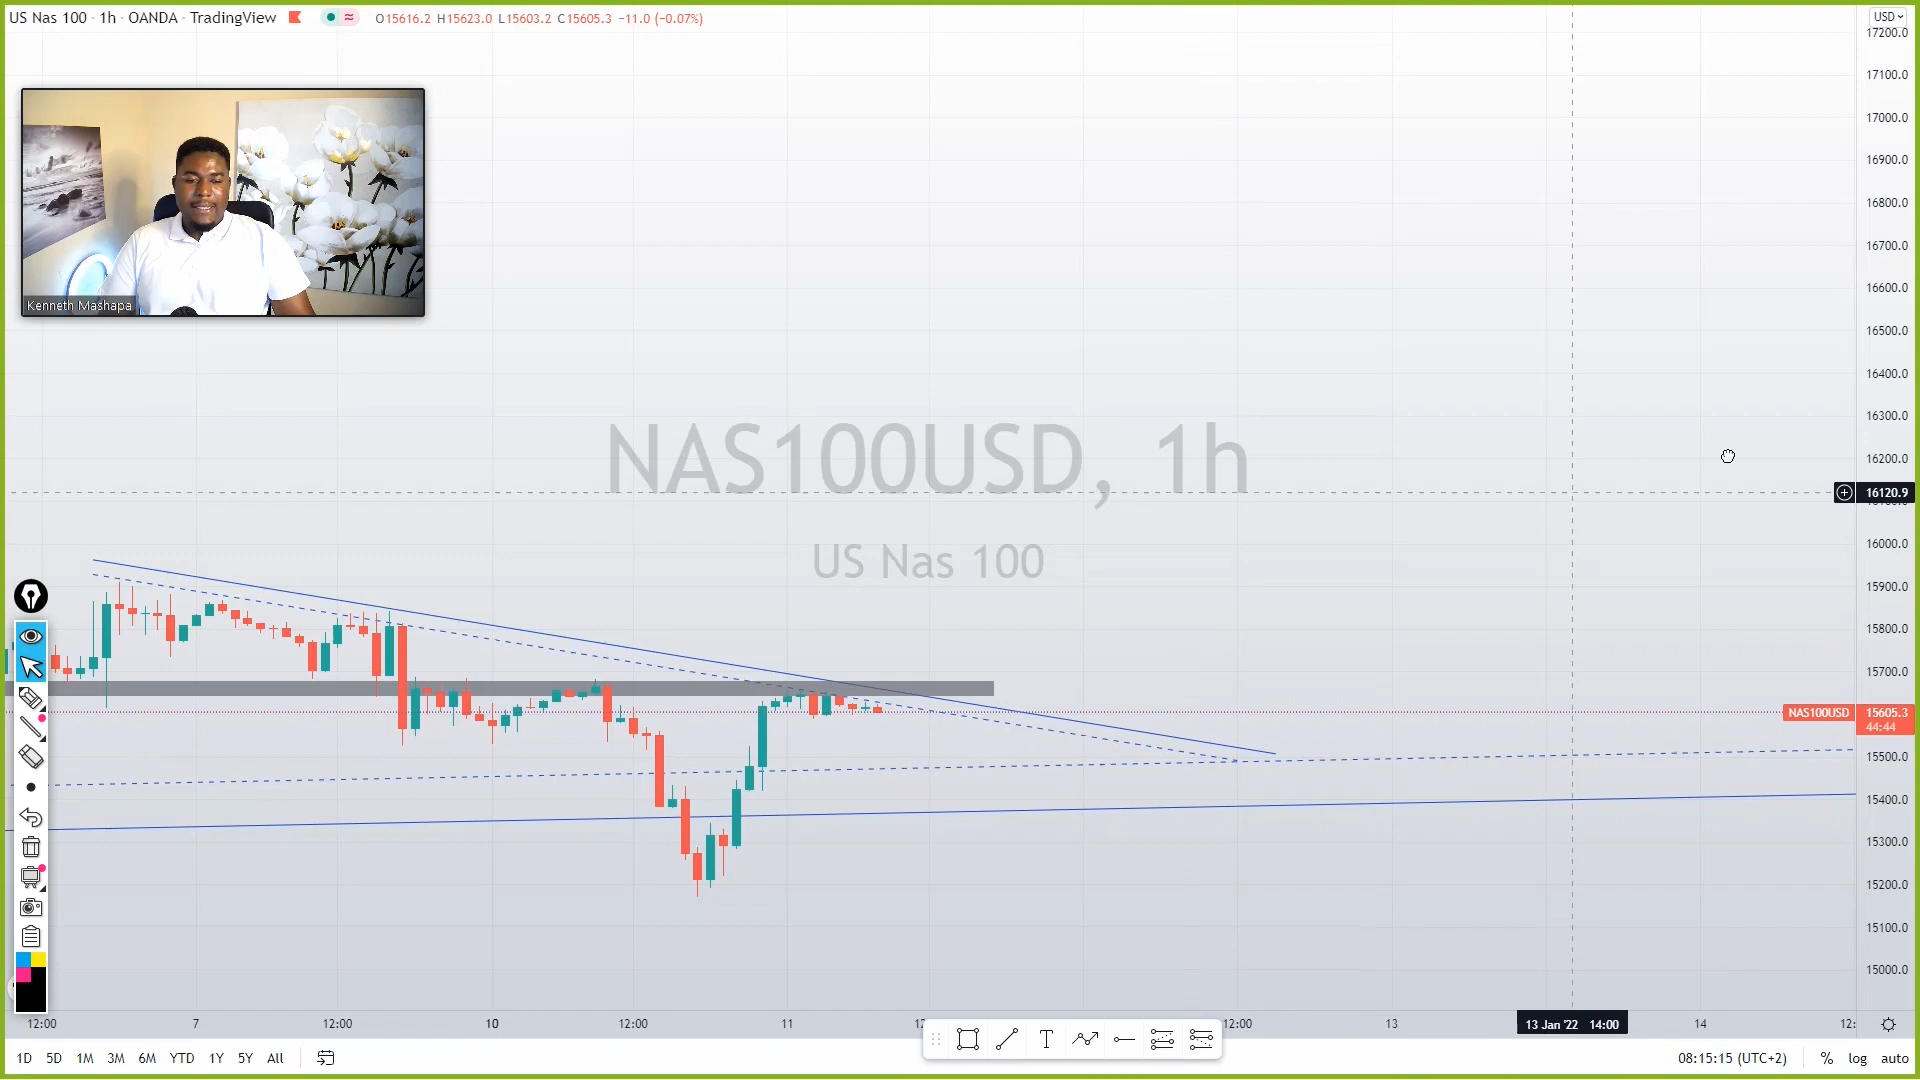 US Nas 100 · 1h · OANDA · TradingView O15616.2 H15623.0 L15603.2 C15605.3 −11.0 (−0.07%)
USD
17200.0
17100.0
17000.0
16900.0
16800.0
16700.0
16600.0
16500.0
16400.0
16300.0
16200.0
16120.9
16000.0
15900.0
15800.0
15700.0
NAS100USD 15605.3
44:44
15500.0
15400.0
15300.0
15200.0
15100.0
15000.0
Kenneth Mashapa
NAS100USD, 1h
US Nas 100
12:00 7 12:00 10 12:00 11 12:00 13 13 Jan '22 14:00 14 12:
1D 5D 1M 3M 6M YTD 1Y 5Y All
08:15:15 (UTC+2) % log auto